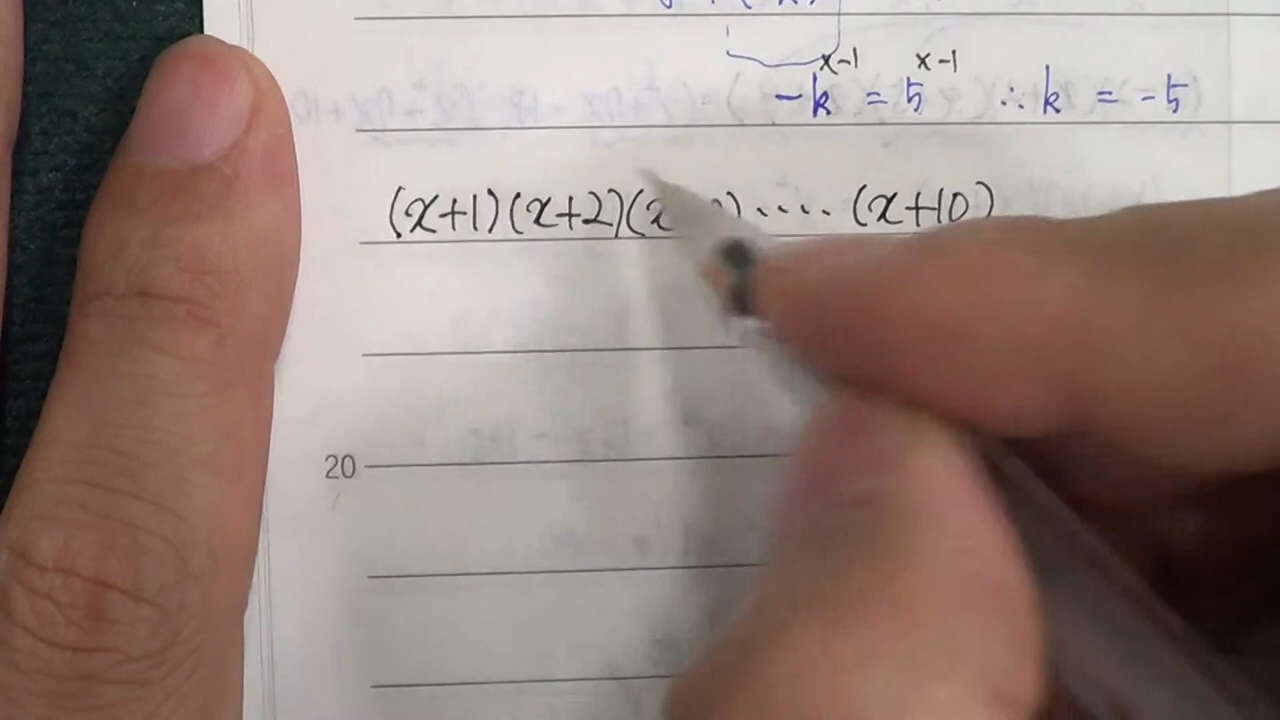 x-1 x-1
-k = 5 ∴ k = -5
(x+1)(x+2)(x ) ···· (x+10)
20